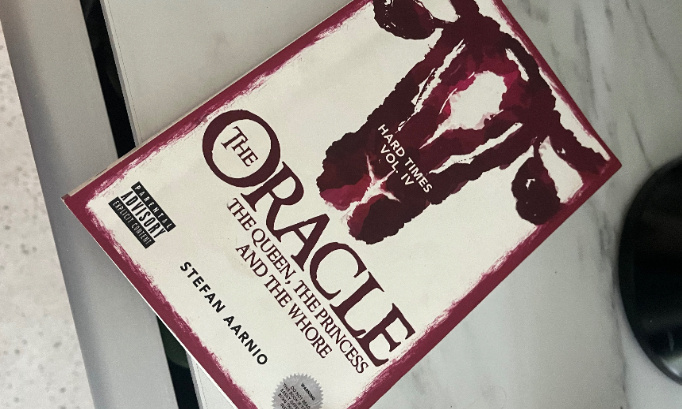 HARD TIMES
VOL. IV
THE
ORACLE
THE QUEEN, THE PRINCESS
AND THE WHORE
PARENTAL
ADVISORY
EXPLICIT CONTENT
STEFAN AARNIO
WARNING